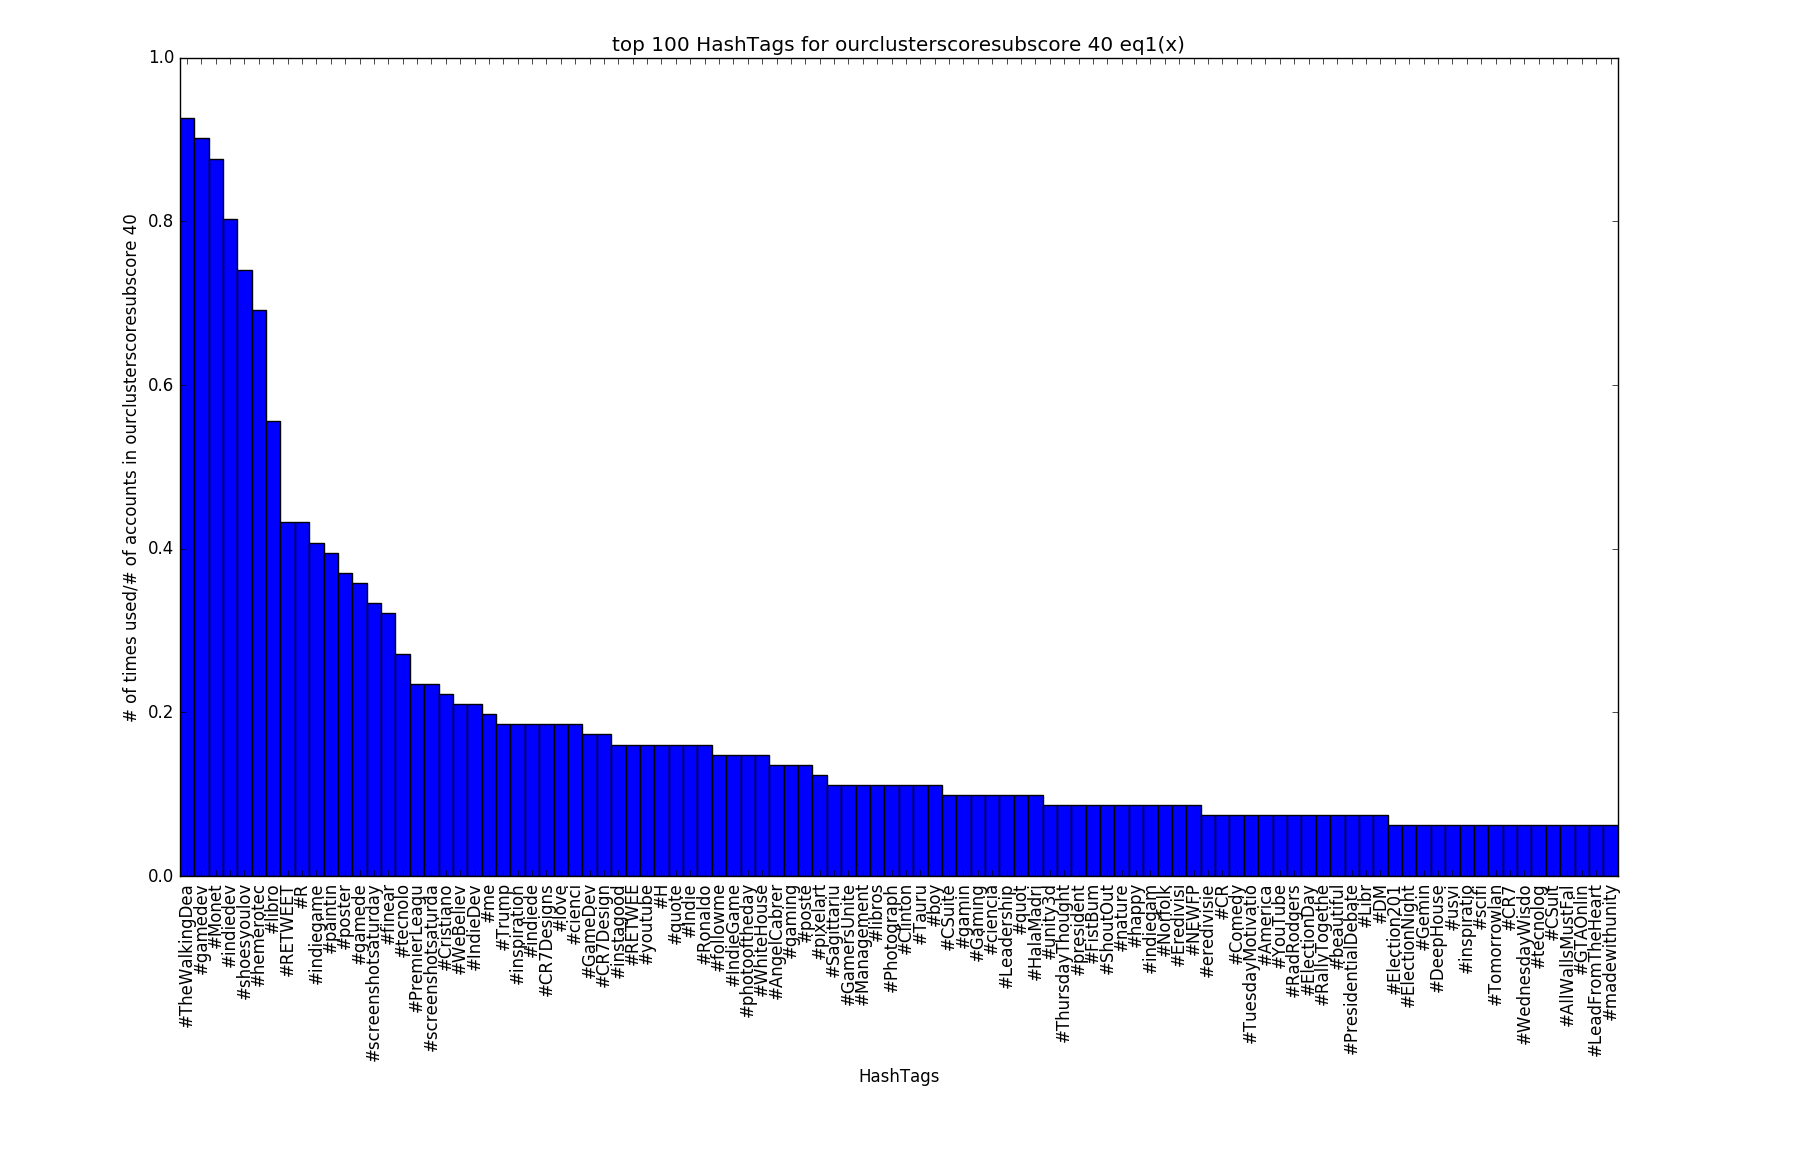 top 100 HashTags for ourclusterscoresubscore 40 eq1(x)
# of times used/# of accounts in ourclusterscoresubscore 40
1.0
0.8
0.6
0.4
0.2
0.0
#TheWalkingDea
#gamedev
#Monet
#indiedev
#shoesyoulov
#hemerotec
#libro
#RETWEET
#R
#indiegame
#paintin
#poster
#gamede
#screenshotsaturday
#finear
#tecnolo
#PremierLeagu
#screenshotsaturda
#Cristiano
#WeBeliev
#IndieDev
#me
#Trump
#inspiration
#indiede
#CR7Designs
#love
#cienci
#GameDev
#CR7Design
#instagood
#RETWEE
#youtube
#H
#quote
#Indie
#Ronaldo
#followme
#IndieGame
#photooftheday
#WhiteHouse
#AngelCabrer
#gaming
#poste
#pixelart
#Sagittariu
#GamersUnite
#Management
#libros
#Photograph
#Clinton
#Tauru
#boy
#CSuite
#gamin
#Gaming
#ciencia
#Leadership
#quot
#HalaMadri
#unity3d
#ThursdayThought
#president
#FistBum
#ShoutOut
#nature
#happy
#indiegam
#Norfolk
#Eredivisi
#NEWFP
#eredivisie
#CR
#Comedy
#TuesdayMotivatio
#America
#YouTube
#RadRodgers
#ElectionDay
#RallyTogethe
#beautiful
#PresidentialDebate
#Libr
#DM
#Election201
#ElectionNight
#Gemin
#DeepHouse
#usvi
#inspiratio
#scifi
#Tomorrowlan
#CR7
#WednesdayWisdo
#tecnolog
#CSuit
#AllWallsMustFal
#GTAOnlin
#LeadFromTheHeart
#madewithunity
HashTags